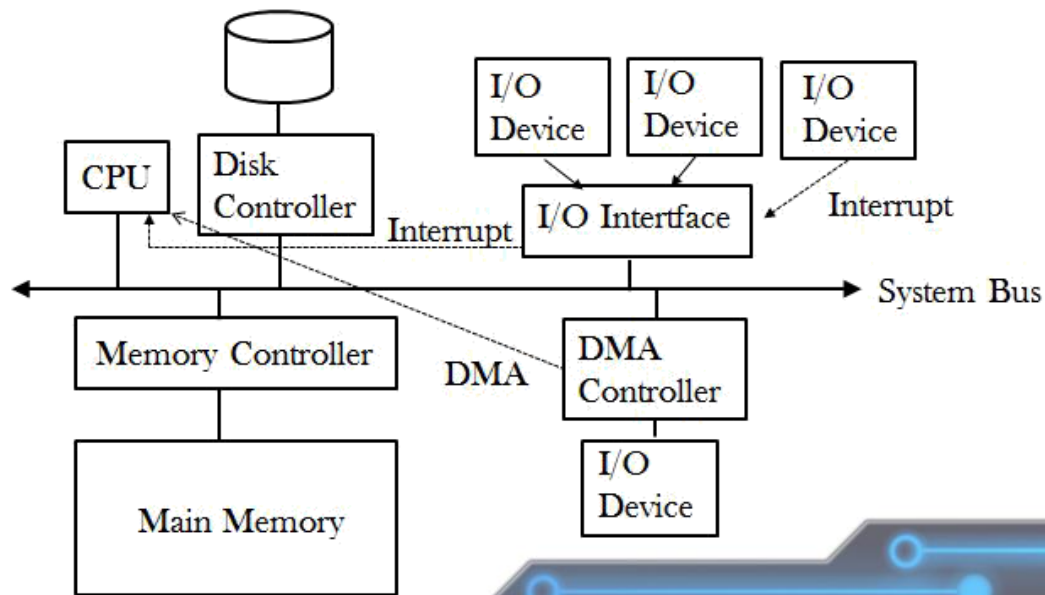 I/O
Device
I/O
Device
I/O
Device
CPU
Disk
Controller
I/O Intertface
Interrupt
Interrupt
System Bus
Memory Controller
DMA
DMA
Controller
I/O
Device
Main Memory